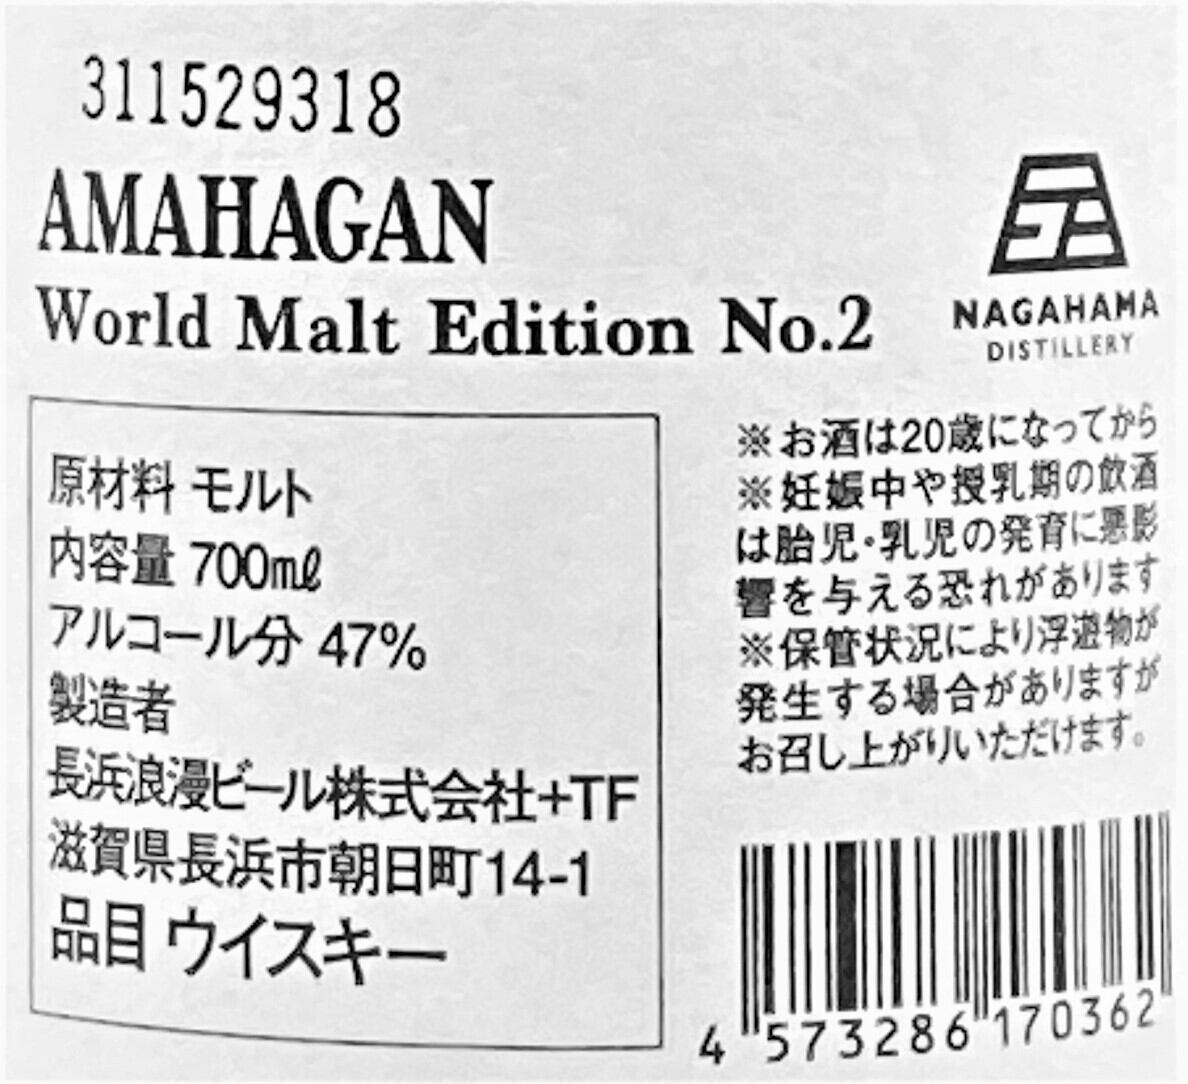 311529318
AMAHAGAN
World Malt Edition No.2
NAGAHAMA
DISTILLERY
原材料 モルト
内容量 700mℓ
アルコール分 47%
製造者
長浜浪漫ビール株式会社+TF
滋賀県長浜市朝日町14-1
品目 ウイスキー
※お酒は20歳になってから
※妊娠中や授乳期の飲酒
は胎児・乳児の発育に悪影
響を与える恐れがあります
※保管状況により浮遊物が
発生する場合がありますが
お召し上がりいただけます。
4 573286 170362